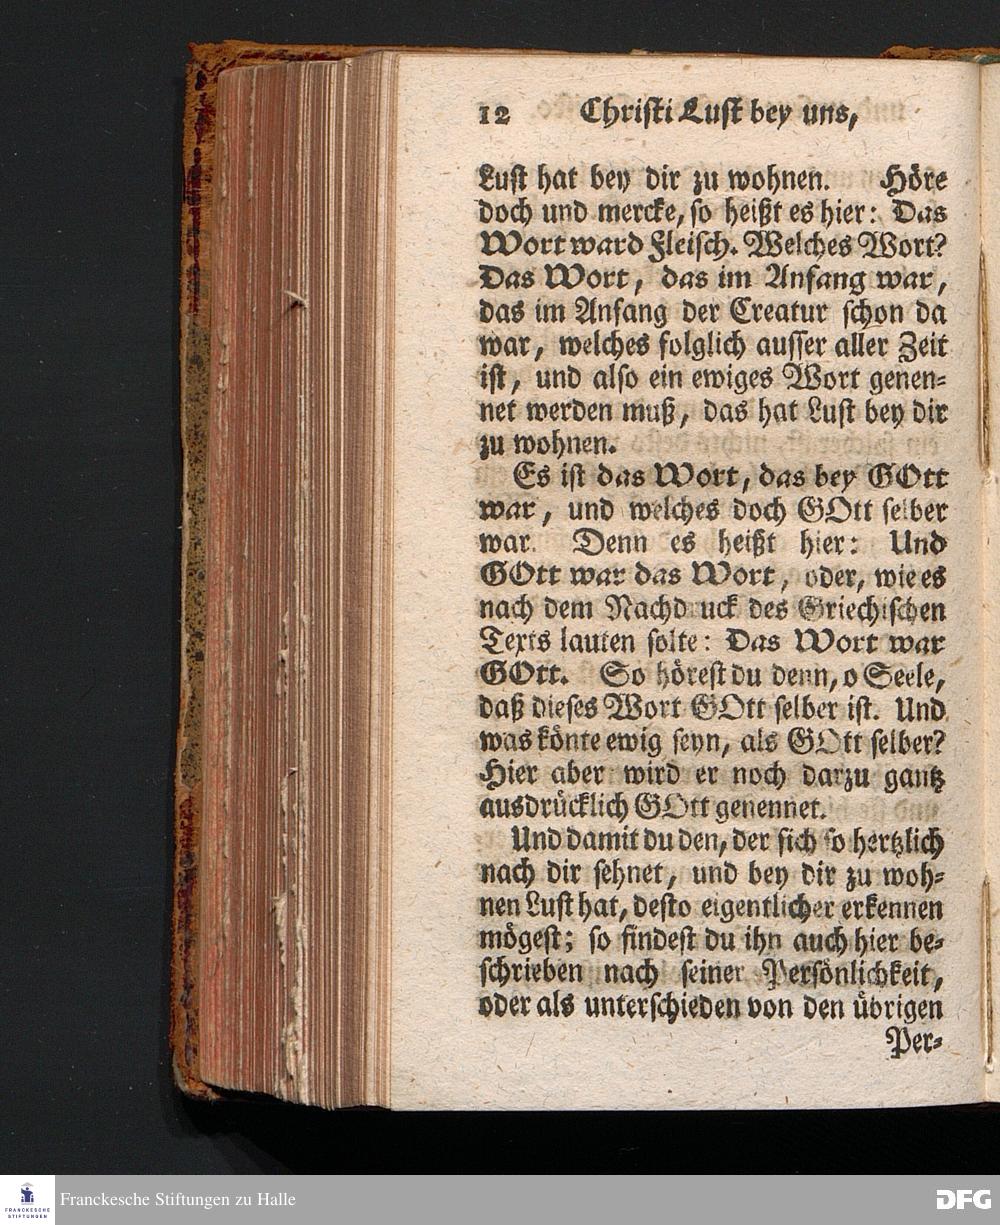 12 Christi Lust bey uns,
Lust hat bey dir zu wohnen. Höre
doch und mercke, so heißt es hier: Das
Wort ward Fleisch. Welches Wort?
Das Wort, das im Anfang war,
das im Anfang der Creatur schon da
war, welches folglich ausser aller Zeit
ist, und also ein ewiges Wort genen=
net werden muß, das hat Lust bey dir
zu wohnen.
Es ist das Wort, das bey GOtt
war, und welches doch GOtt selber
war. Denn es heißt hier: Und
GOtt war das Wort, oder, wie es
nach dem Nachdruck des Griechischen
Texts lauten solte: Das Wort war
GOtt. So hörest du denn, o Seele,
daß dieses Wort GOtt selber ist. Und
was könte ewig seyn, als GOtt selber?
Hier aber wird er noch darzu gantz
ausdrücklich GOtt genennet.
Und damit du den, der sich so hertzlich
nach dir sehnet, und bey dir zu woh=
nen Lust hat, desto eigentlicher erkennen
mögest; so findest du ihn auch hier be=
schrieben nach seiner Persönlichkeit,
oder als unterschieden von den übrigen
Per=
FRANCKESCHE
STIFTUNGEN
Franckesche Stiftungen zu Halle
DFG